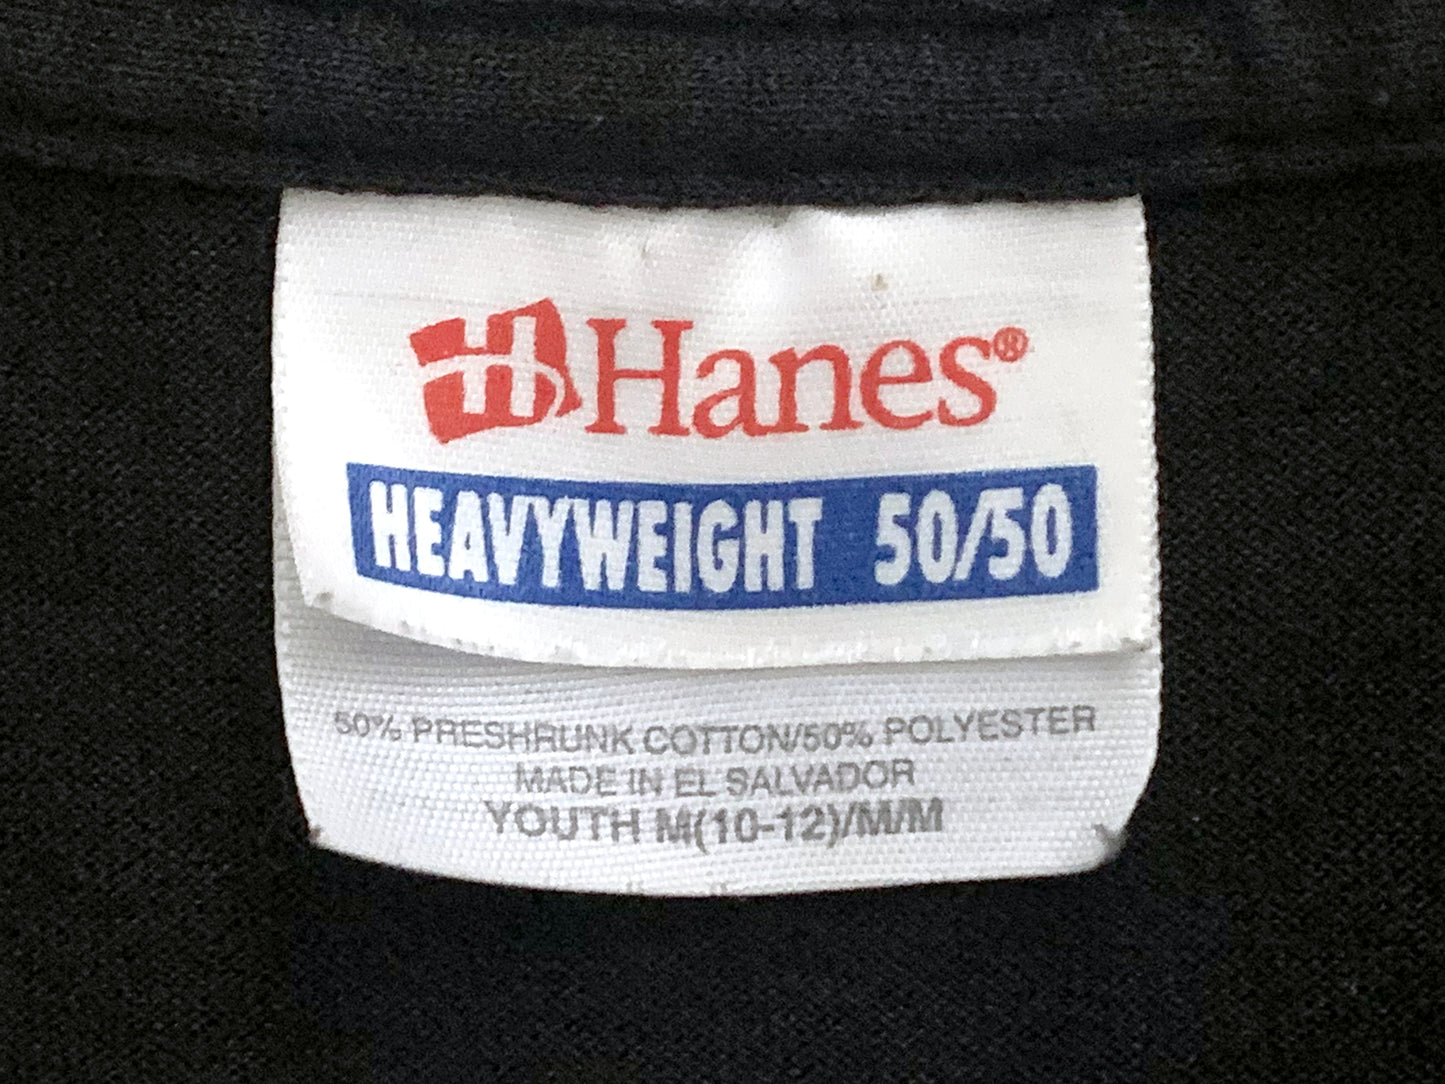 H Hanes®
HEAVYWEIGHT 50/50
50% PRESHRUNK COTTON/50% POLYESTER
MADE IN EL SALVADOR
YOUTH M(10-12)/M/M